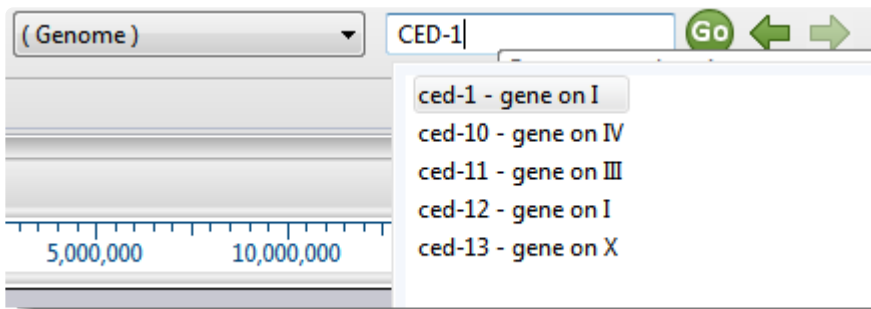 ( Genome ) CED-1 Go
ced-1 - gene on I
ced-10 - gene on IV
ced-11 - gene on III
ced-12 - gene on I
ced-13 - gene on X
5,000,000 10,000,000